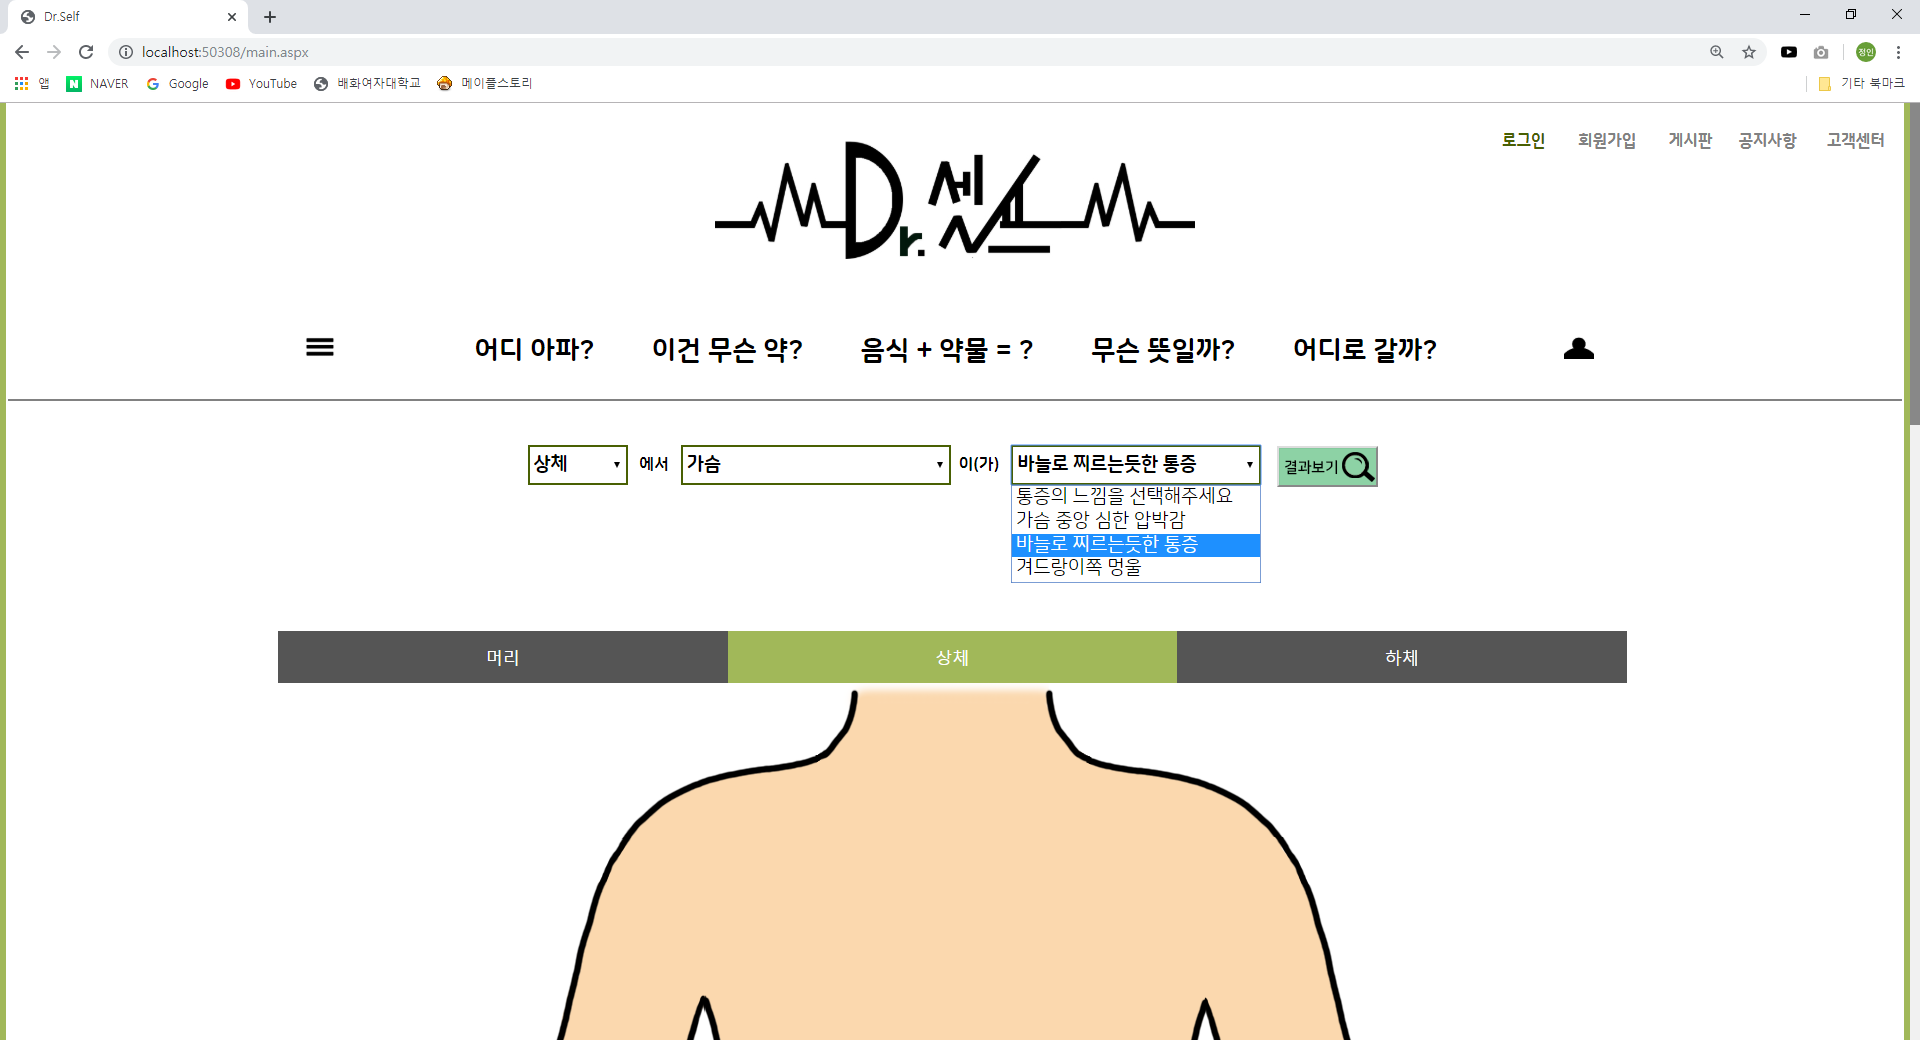 Dr.Self
localhost:50308/main.aspx
정인
앱 NAVER Google YouTube 배화여자대학교 메이플스토리 기타 북마크
로그인 회원가입 게시판 공지사항 고객센터
Dr. 셀프
어디 아파? 이건 무슨 약? 음식 + 약물 = ? 무슨 뜻일까? 어디로 갈까?
상체 에서 가슴 이(가) 바늘로 찌르는듯한 통증 결과보기
통증의 느낌을 선택해주세요
가슴 중앙 심한 압박감
바늘로 찌르는듯한 통증
겨드랑이쪽 멍울
머리 상체 하체